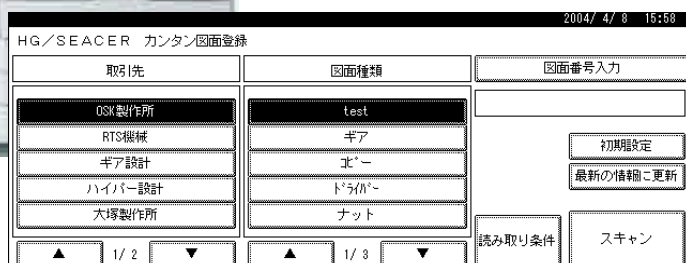 2004/ 4/ 8 15:58
HG/SEACER カンタン図面登録
取引先 図面種類 図面番号入力
OSK製作所 test
RTS機械 ギア 初期設定
ギア設計 ｺﾋﾟｰ 最新の情報に更新
ハイパー設計 ﾄﾞﾗｲﾊﾞｰ
大塚製作所 ナット
読み取り条件 スキャン
▲ 1/ 2 ▼ ▲ 1/ 3 ▼